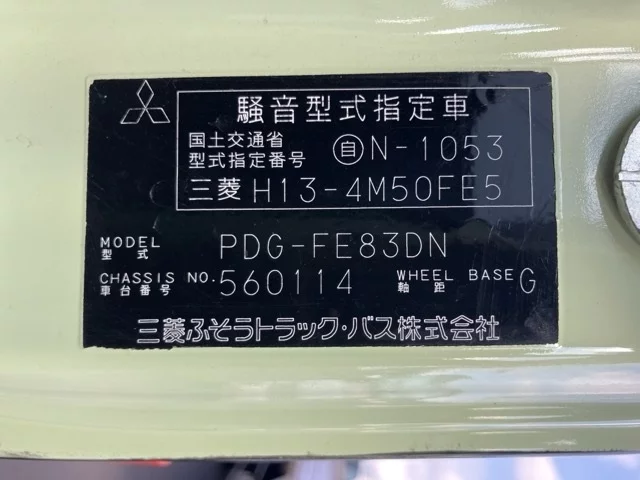 騒音型式指定車
国土交通省
型式指定番号 自N-1053
三菱 H13-4M50FE5
MODEL
型式 PDG-FE83DN
CHASSIS NO. 560114 WHEEL BASE G
車台番号 軸距
三菱ふそうトラック・バス株式会社